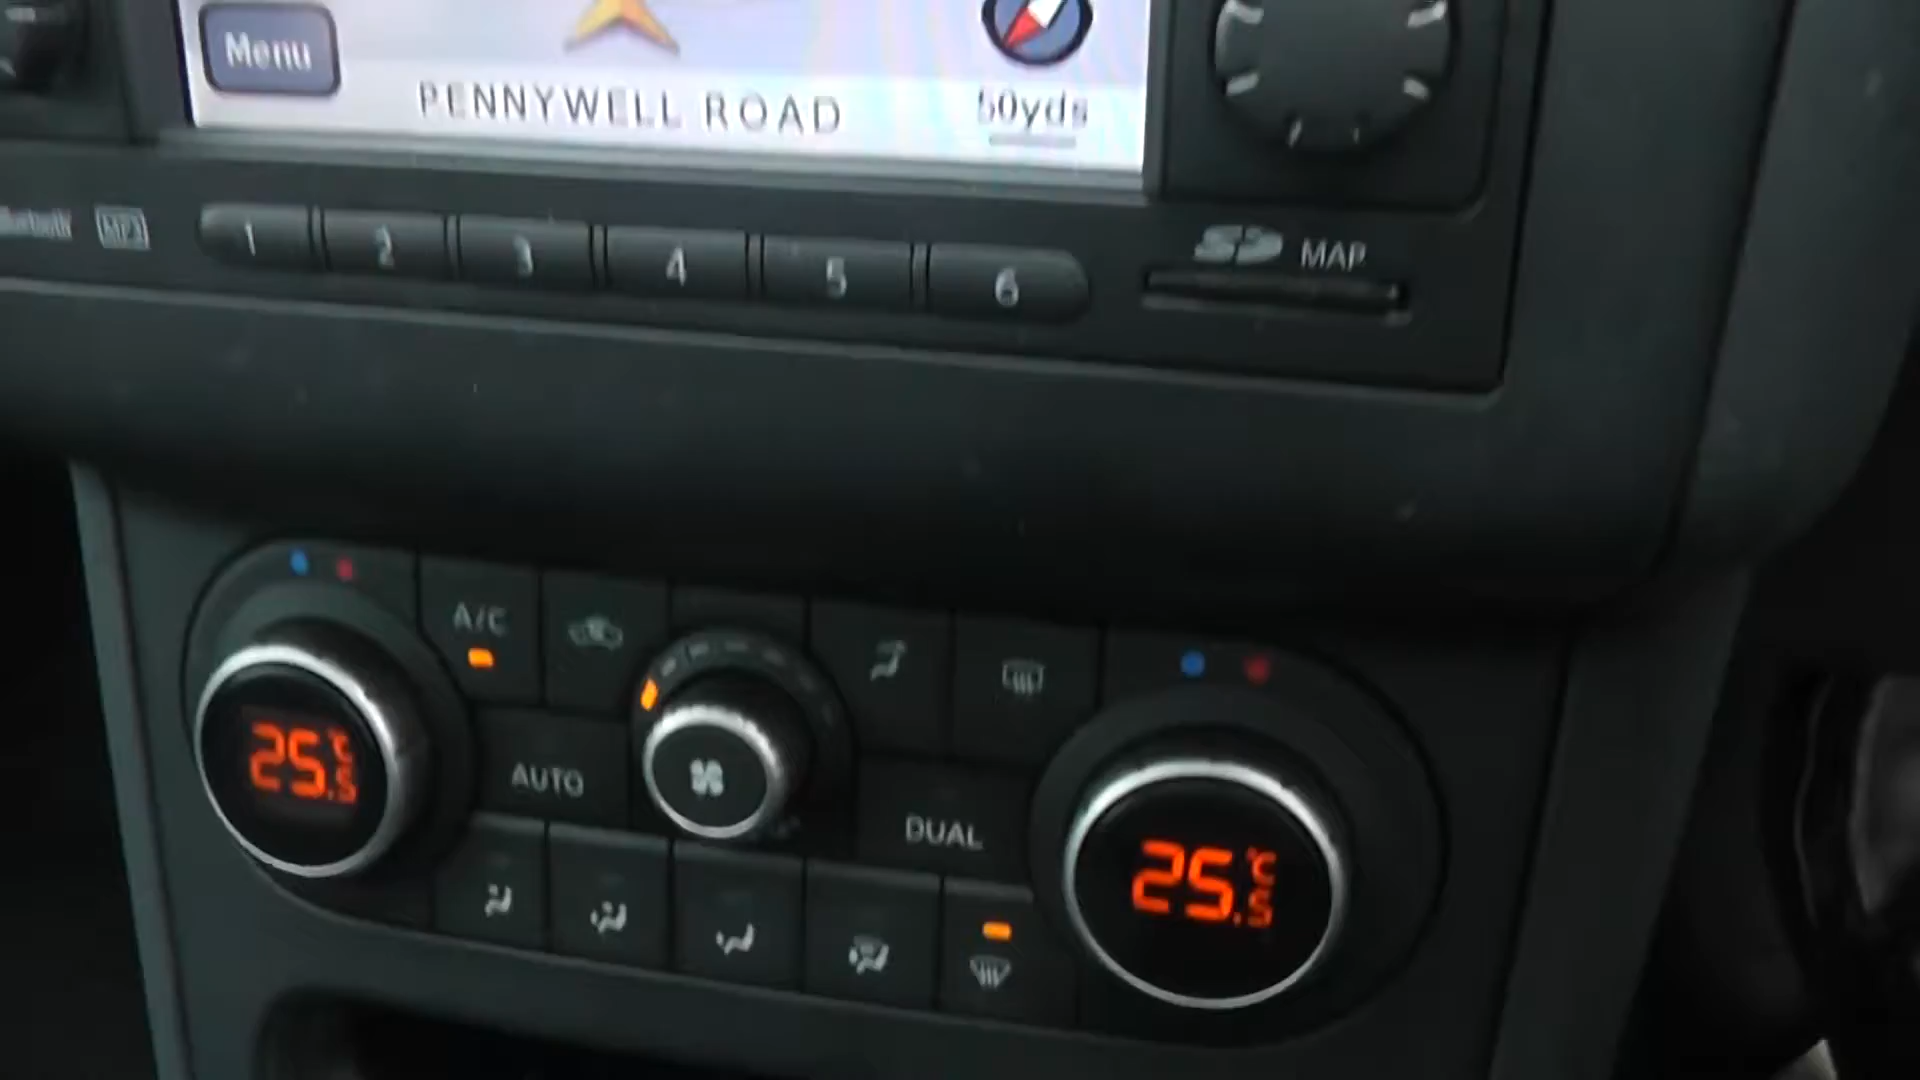 Menu
PENNYWELL ROAD
50yds
Bluetooth
MP3
1 2 3 4 5 6
SD MAP
A/C
AUTO
DUAL
25.5 °C
25.5 °C